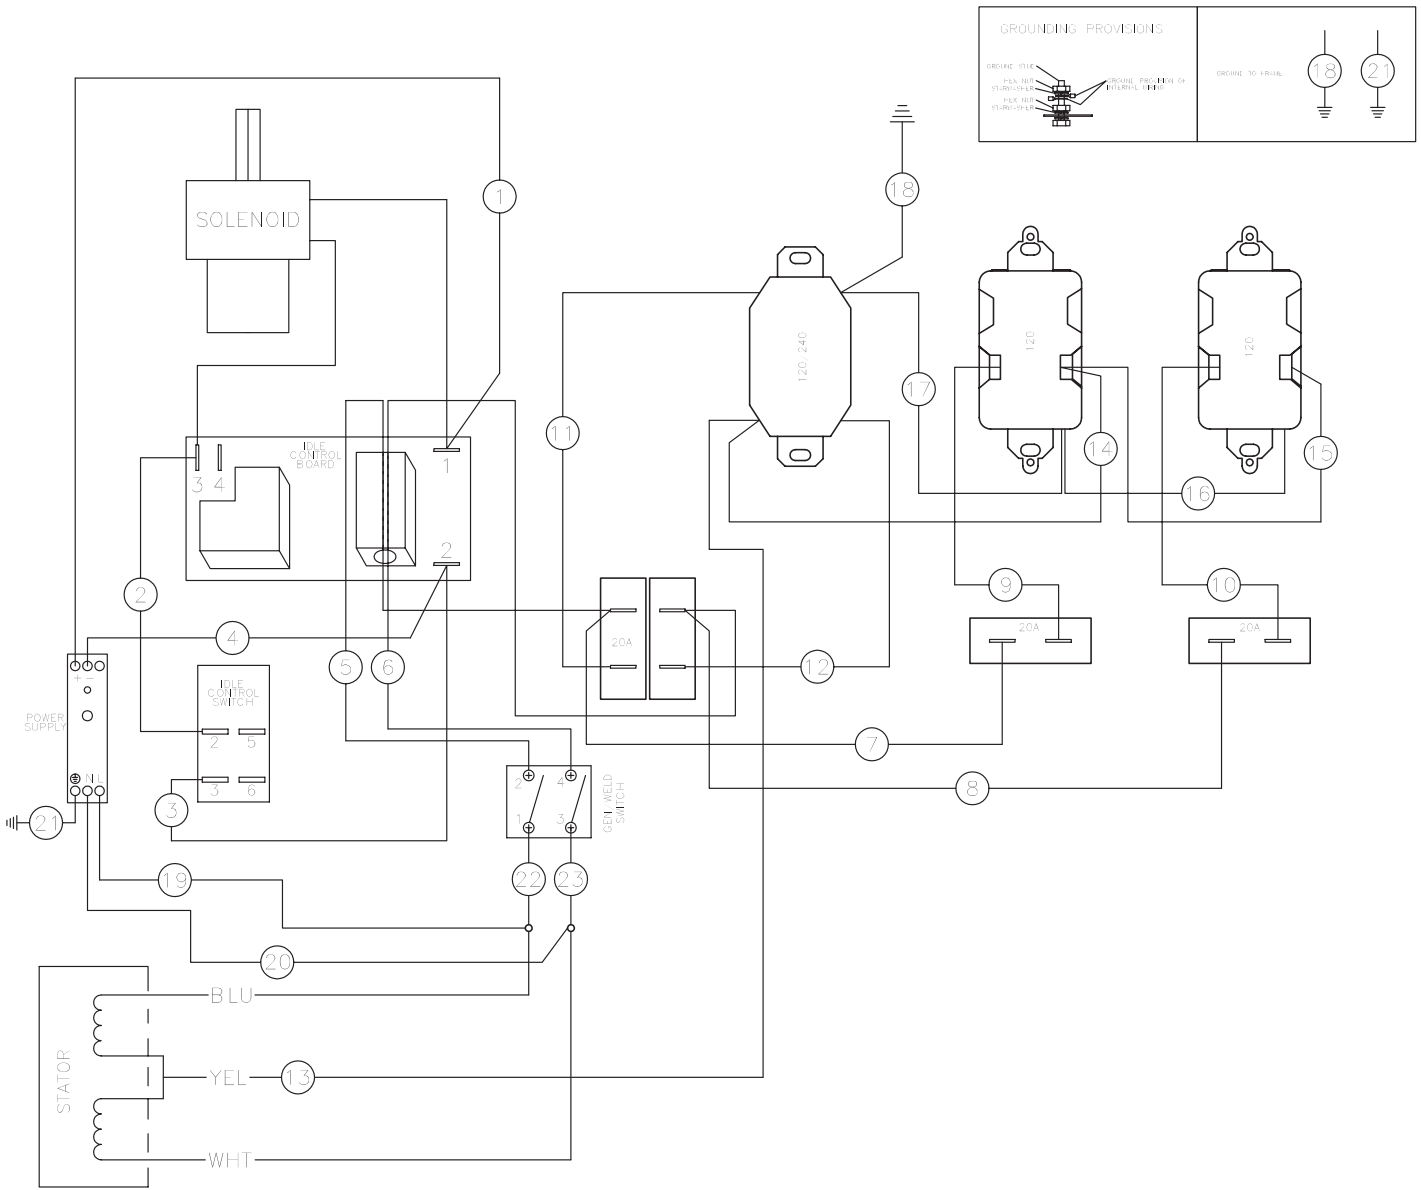 GROUNDING PROVISIONS
GROUND STUD
HEX NUT
STARWASHER
HEX NUT
STARWASHER
GROUND PROVISION OF
INTERNAL WIRING
GROUND TO FRAME
18
21
1
18
SOLENOID
120/240
120
120
17
11
14
15
IDLE
CONTROL
BOARD
1
3
4
16
2
2
9
10
4
20A
20A
20A
5
6
12
IDLE
CONTROL
SWITCH
+
-
POWER
SUPPLY
2
5
7
N
L
3
6
2
4
GEN/WELD
SWITCH
8
3
21
1
3
19
22
23
20
BLU
STATOR
YEL
13
WHT